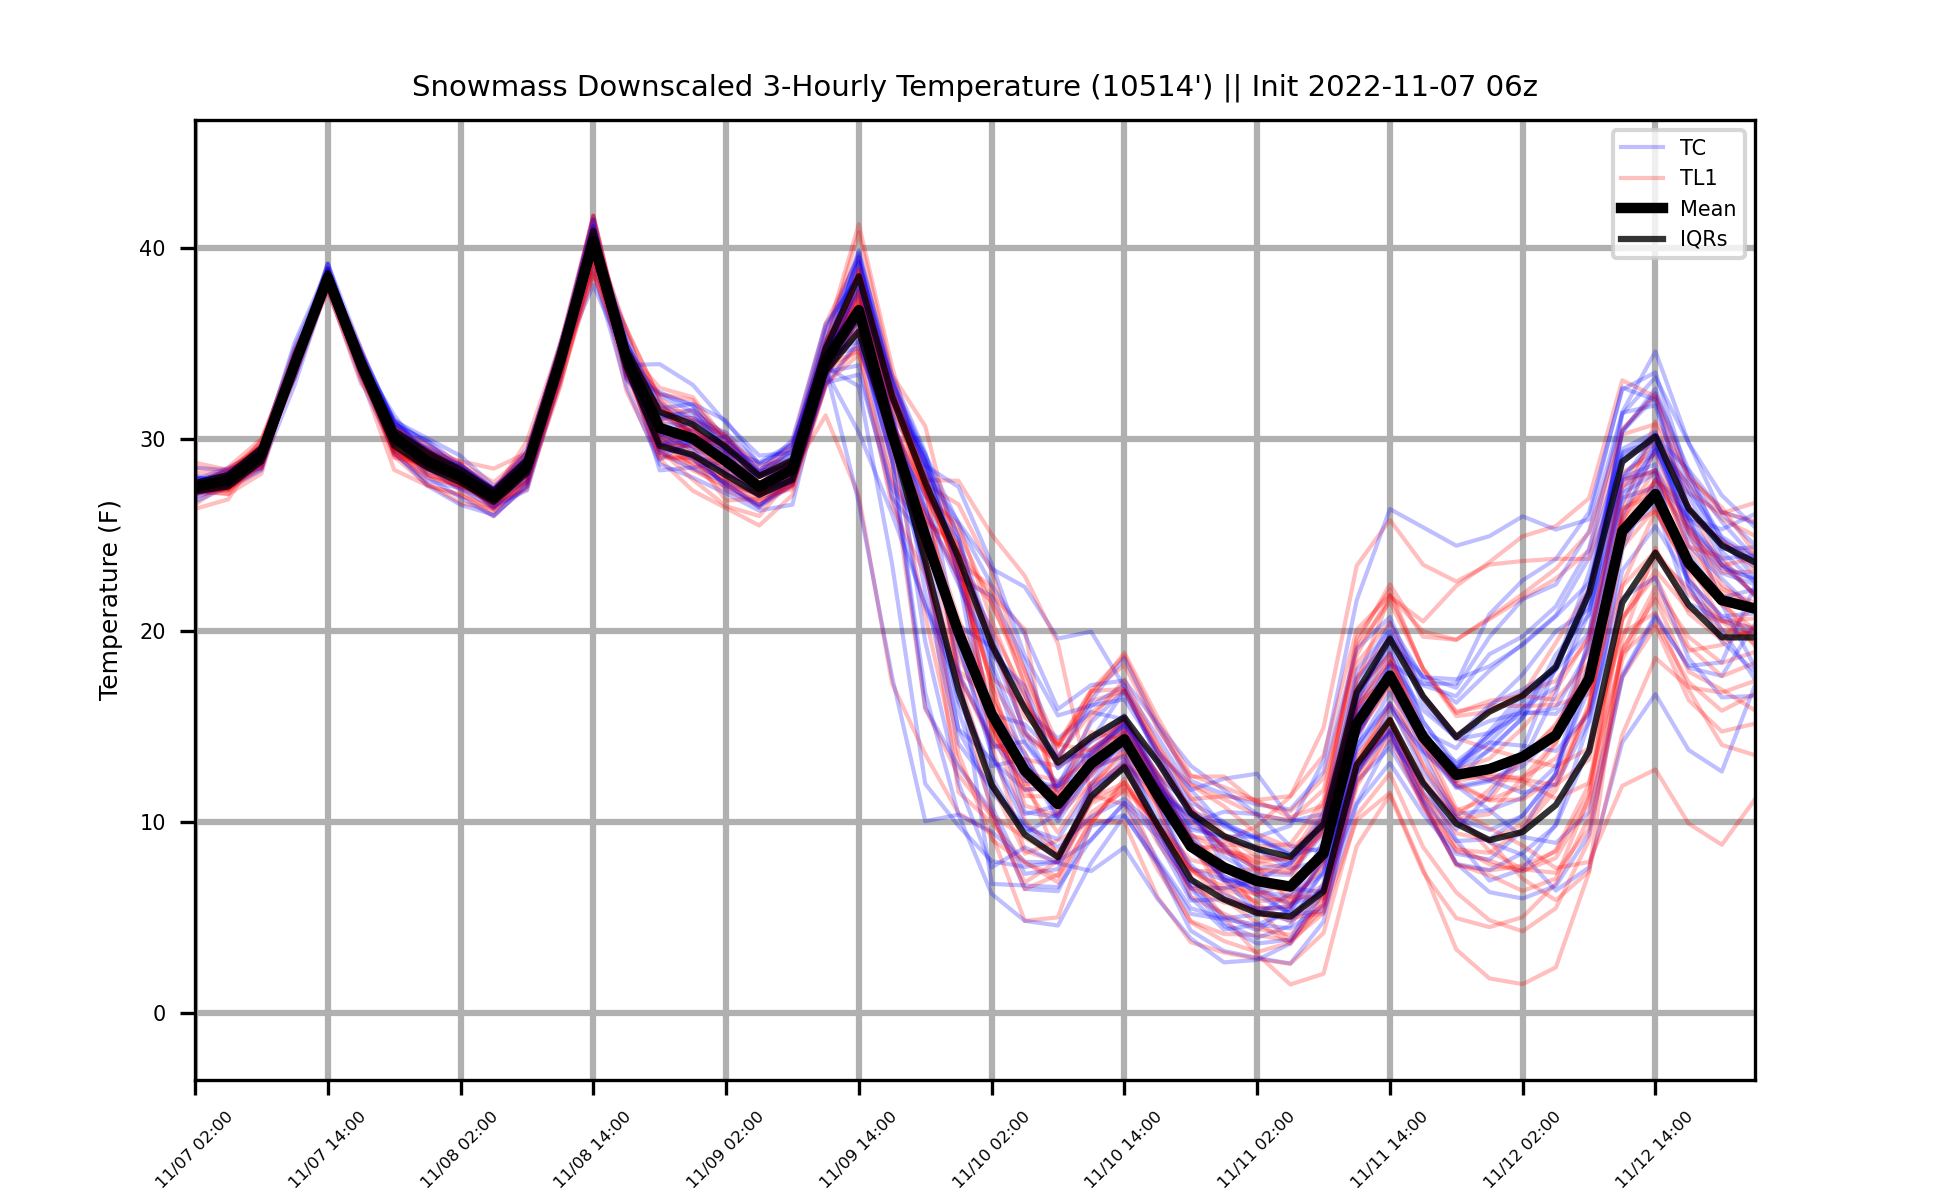 Snowmass Downscaled 3-Hourly Temperature (10514') || Init 2022-11-07 06z
TC
TL1
Mean
IQRs
Temperature (F)
40
30
20
10
0
11/07 02:00
11/07 14:00
11/08 02:00
11/08 14:00
11/09 02:00
11/09 14:00
11/10 02:00
11/10 14:00
11/11 02:00
11/11 14:00
11/12 02:00
11/12 14:00